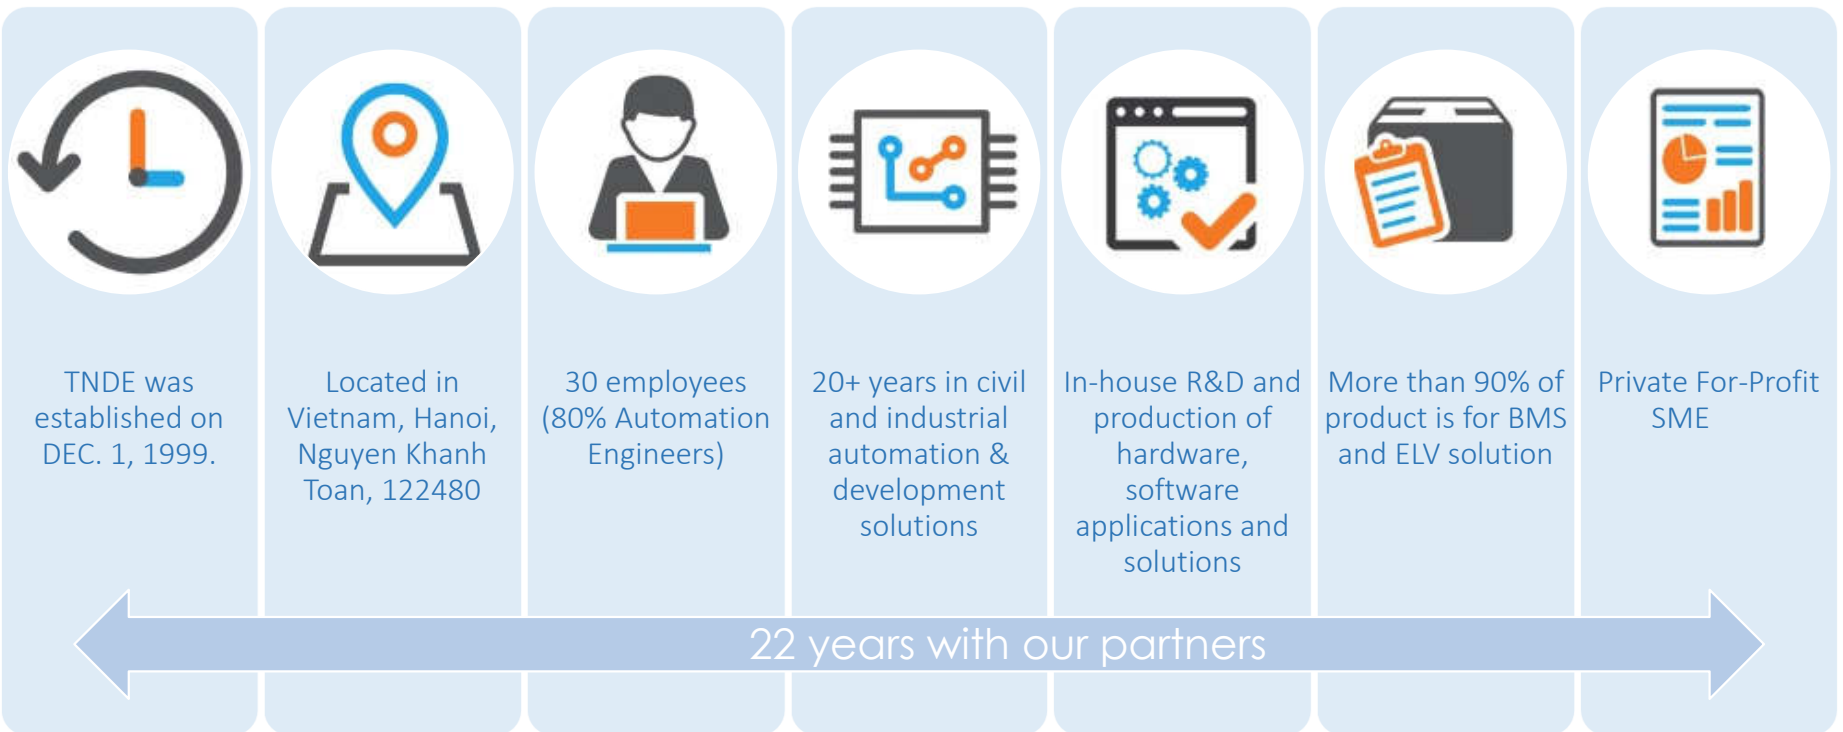 TNDE was
established on
DEC. 1, 1999.
Located in
Vietnam, Hanoi,
Nguyen Khanh
Toan, 122480
30 employees
(80% Automation
Engineers)
20+ years in civil
and industrial
automation &
development
solutions
In-house R&D and
production of
hardware,
software
applications and
solutions
More than 90% of
product is for BMS
and ELV solution
Private For-Profit
SME
22 years with our partners